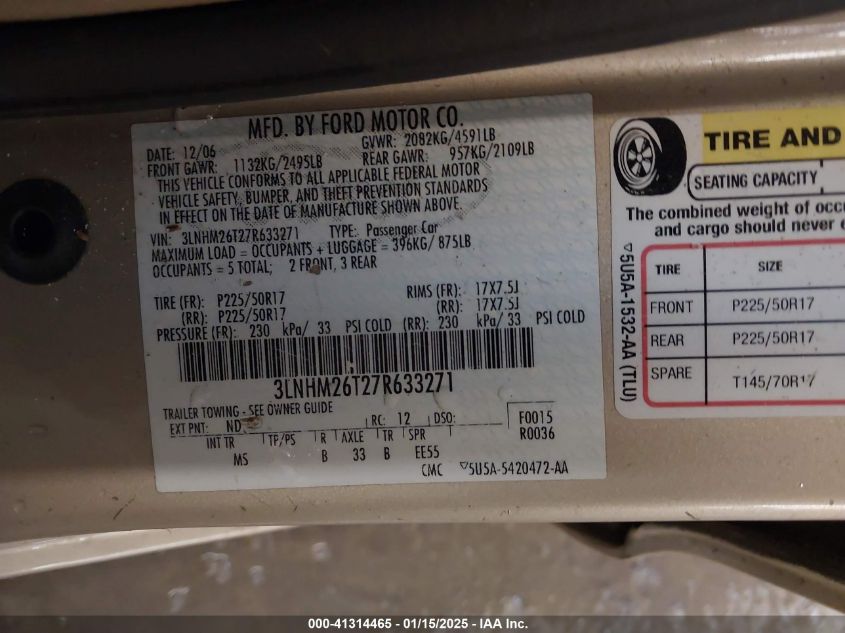 MFD. BY FORD MOTOR CO.
DATE: 12/06 GVWR: 2082KG/4591LB
FRONT GAWR: 1132KG/2495LB REAR GAWR: 957KG/2109LB
THIS VEHICLE CONFORMS TO ALL APPLICABLE FEDERAL MOTOR
VEHICLE SAFETY, BUMPER, AND THEFT PREVENTION STANDARDS
IN EFFECT ON THE DATE OF MANUFACTURE SHOWN ABOVE.
VIN: 3LNHM26T27R633271 TYPE: Passenger Car
MAXIMUM LOAD = OCCUPANTS + LUGGAGE = 396KG/ 875LB
OCCUPANTS = 5 TOTAL; 2 FRONT, 3 REAR
TIRE (FR): P225/50R17 RIMS (FR): 17X7.5J
(RR): P225/50R17 (RR): 17X7.5J
PRESSURE (FR): 230 kPa/ 33 PSI COLD (RR): 230 kPa/ 33 PSI COLD
3LNHM26T27R633271
TRAILER TOWING - SEE OWNER GUIDE
EXT PNT: ND RC: 12 DSO: F0015
INT TR TP/PS R AXLE TR SPR R0036
MS B 33 B EE55
CMC 5U5A-5420472-AA
TIRE AND
SEATING CAPACITY
The combined weight of occu
and cargo should never e
5U5A-1532-AA (TLU)
TIRE SIZE
FRONT P225/50R17
REAR P225/50R17
SPARE T145/70R17
000-41314465 - 01/15/2025 - IAA Inc.